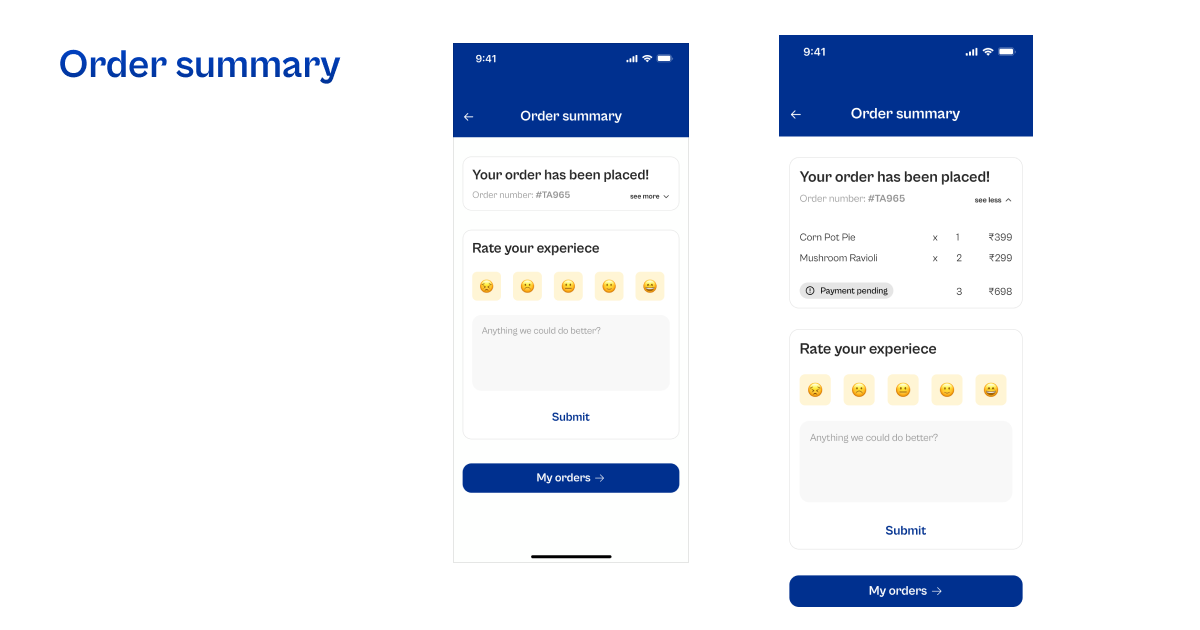 Order summary
9:41
Order summary
Your order has been placed!
Order number: #TA965
see more
Rate your experiece
Anything we could do better?
Submit
My orders →
9:41
Order summary
Your order has been placed!
Order number: #TA965
see less
Corn Pot Pie x 1 ₹399
Mushroom Ravioli x 2 ₹299
Payment pending 3 ₹698
Rate your experiece
Anything we could do better?
Submit
My orders →